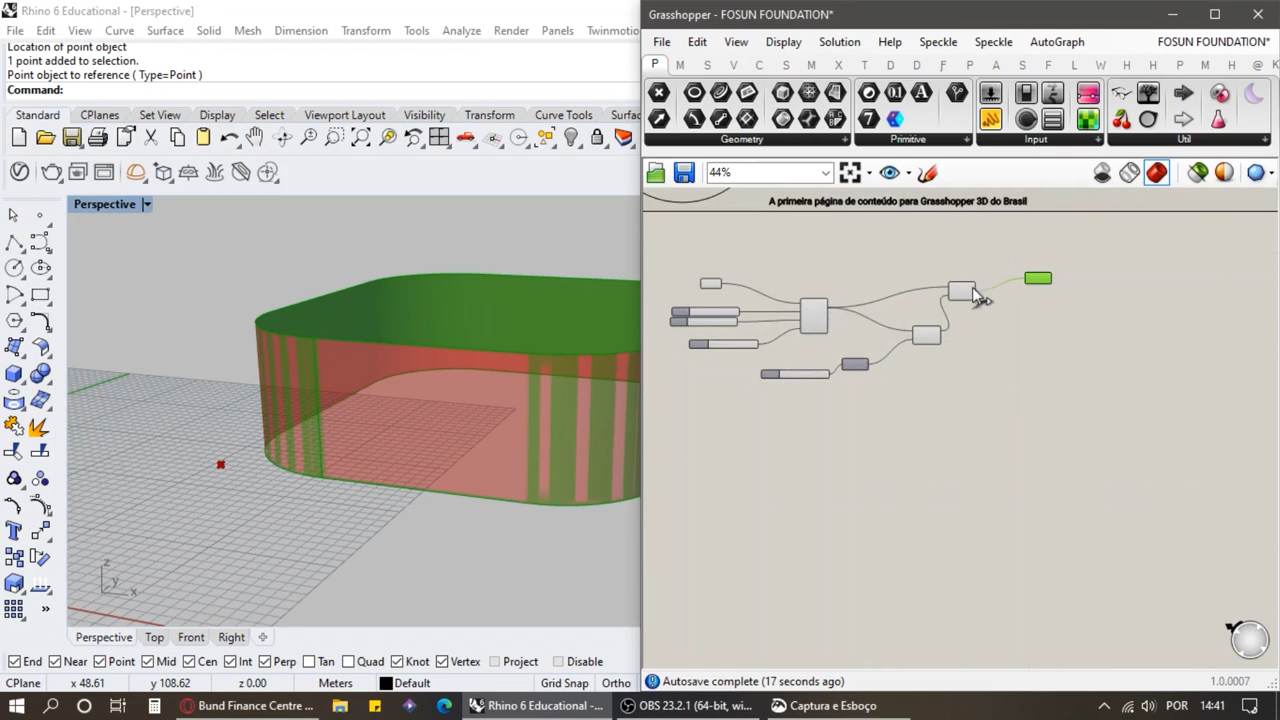 Rhino 6 Educational - [Perspective]
File Edit View Curve Surface Solid Mesh Dimension Transform Tools Analyze Render Panels Twinmotio
Location of point object
1 point added to selection.
Point object to reference ( Type=Point )
Command:
Standard CPlanes Set View Display Select Viewport Layout Visibility Transform Curve Tools
Perspective
z
y
x
Perspective Top Front Right
End Near Point Mid Cen Int Perp Tan Quad Knot Vertex Project Disable
CPlane x 48.61 y 108.62 z 0.00 Meters Default Grid Snap Ortho
Grasshopper - FOSUN FOUNDATION*
File Edit View Display Solution Help Speckle Speckle AutoGraph FOSUN FOUNDATION*
P M S V C S M X T D D F P A S F L W H H P M H @ K
Geometry Primitive Input Util
44%
A primeira página de conteúdo para Grasshopper 3D do Brasil
Autosave complete (17 seconds ago) 1.0.0007
Bund Finance Centre ... Rhino 6 Educational -... OBS 23.2.1 (64-bit, wi... Captura e Esboço POR 14:41